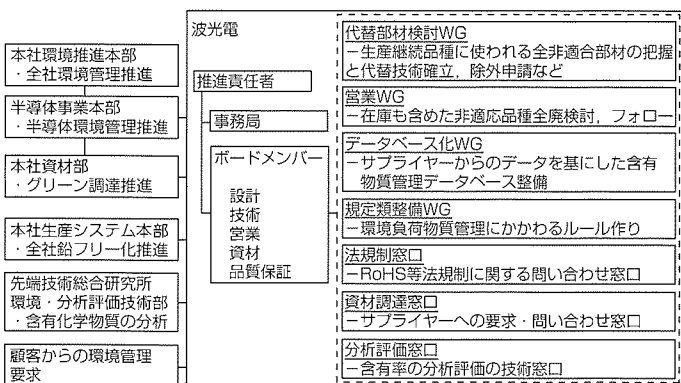 本社環境推進本部
・全社環境管理推進
半導体事業本部
・半導体環境管理推進
本社資材部
・グリーン調達推進
本社生産システム本部
・全社鉛フリー化推進
先端技術総合研究所
環境・分析評価技術部
・含有化学物質の分析
顧客からの環境管理
要求
波光電
推進責任者
事務局
ボードメンバー
設計
技術
営業
資材
品質保証
代替部材検討WG
－生産継続品種に使われる全非適合部材の把握
と代替技術確立，除外申請など
営業WG
－在庫も含めた非適応品種全廃検討，フォロー
データベース化WG
－サプライヤーからのデータを基にした含有
物質管理データベース整備
規定類整備WG
－環境負荷物質管理にかかわるルール作り
法規制窓口
－RoHS等法規制に関する問い合わせ窓口
資材調達窓口
－サプライヤーへの要求・問い合わせ窓口
分析評価窓口
－含有率の分析評価の技術窓口